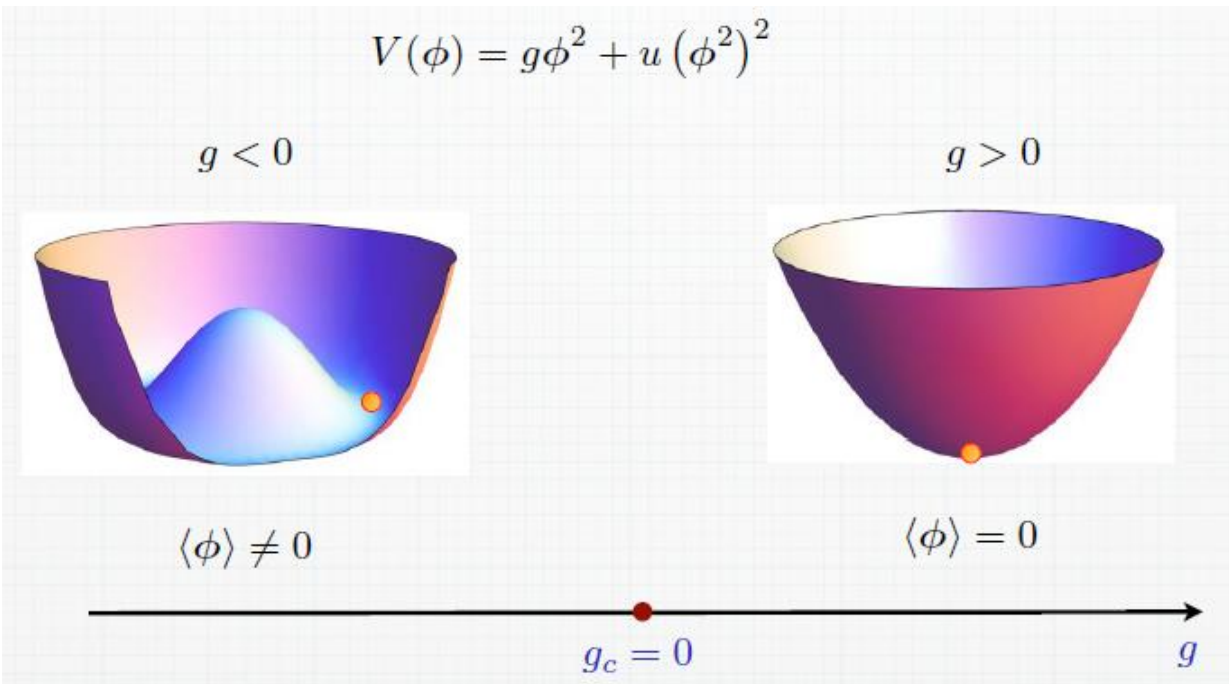 V(ϕ) = gϕ² + u (ϕ²)²
g < 0
g > 0
⟨ϕ⟩ ≠ 0
⟨ϕ⟩ = 0
g_c = 0
g